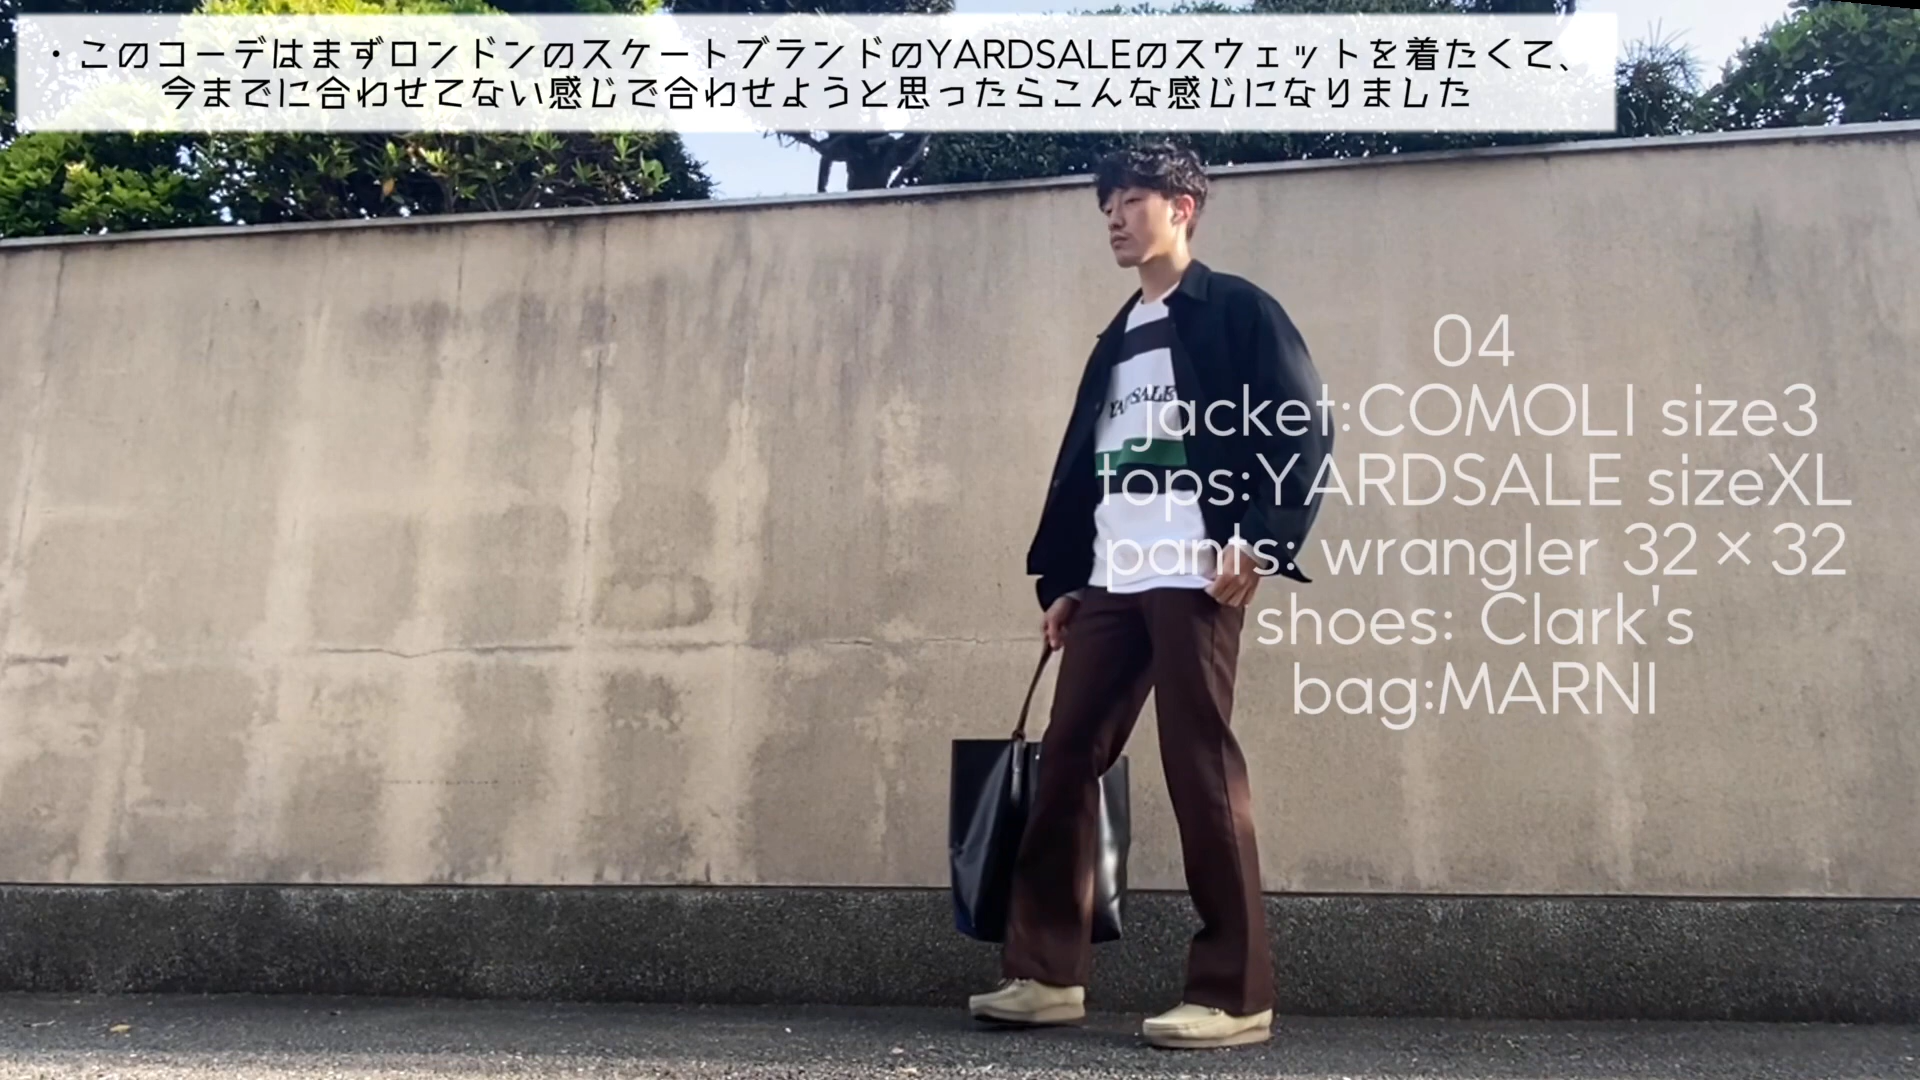 ・このコーデはまずロンドンのスケートブランドのYARDSALEのスウェットを着たくて、
今までに合わせてない感じで合わせようと思ったらこんな感じになりました
YARDSALE
04
jacket:COMOLI size3
tops:YARDSALE sizeXL
pants: wrangler 32×32
shoes: Clark's
bag:MARNI